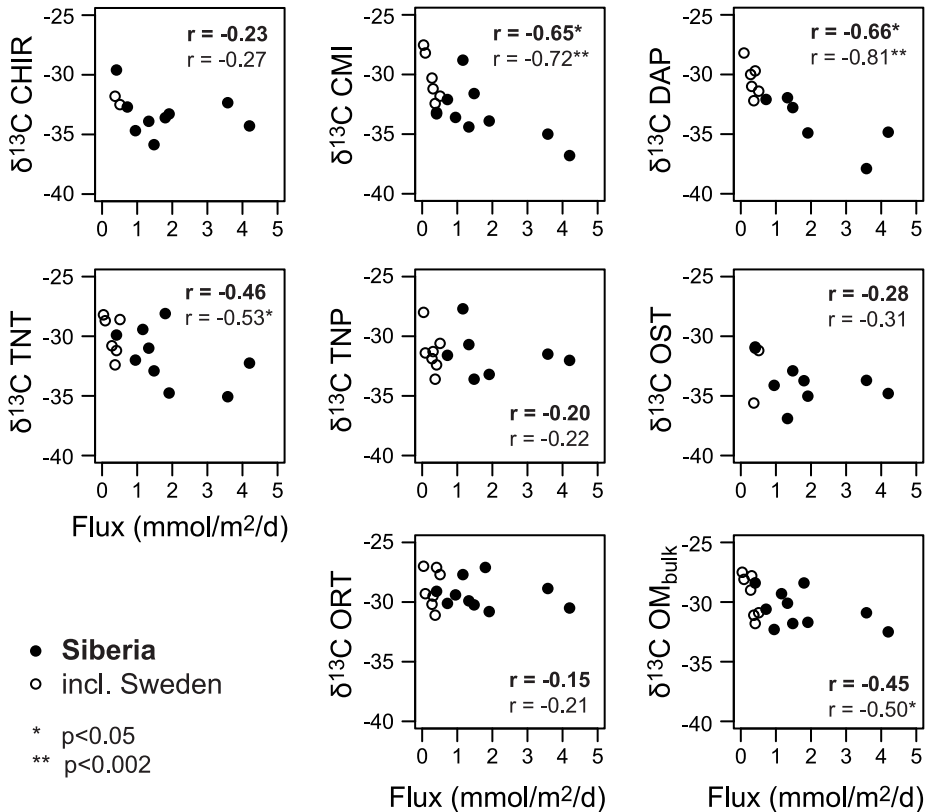 δ13C CHIR
-25
-30
-35
-40
0 1 2 3 4 5
r = -0.23
r = -0.27
δ13C CMI
-25
-30
-35
-40
0 1 2 3 4 5
r = -0.65*
r = -0.72**
δ13C DAP
-25
-30
-35
-40
0 1 2 3 4 5
r = -0.66*
r = -0.81**
δ13C TNT
-25
-30
-35
-40
0 1 2 3 4 5
r = -0.46
r = -0.53*
Flux (mmol/m2/d)
δ13C TNP
-25
-30
-35
-40
0 1 2 3 4 5
r = -0.20
r = -0.22
δ13C OST
-25
-30
-35
-40
0 1 2 3 4 5
r = -0.28
r = -0.31
δ13C ORT
-25
-30
-35
-40
0 1 2 3 4 5
r = -0.15
r = -0.21
Flux (mmol/m2/d)
δ13C OMbulk
-25
-30
-35
-40
0 1 2 3 4 5
r = -0.45
r = -0.50*
Flux (mmol/m2/d)
Siberia
incl. Sweden
* p<0.05
** p<0.002